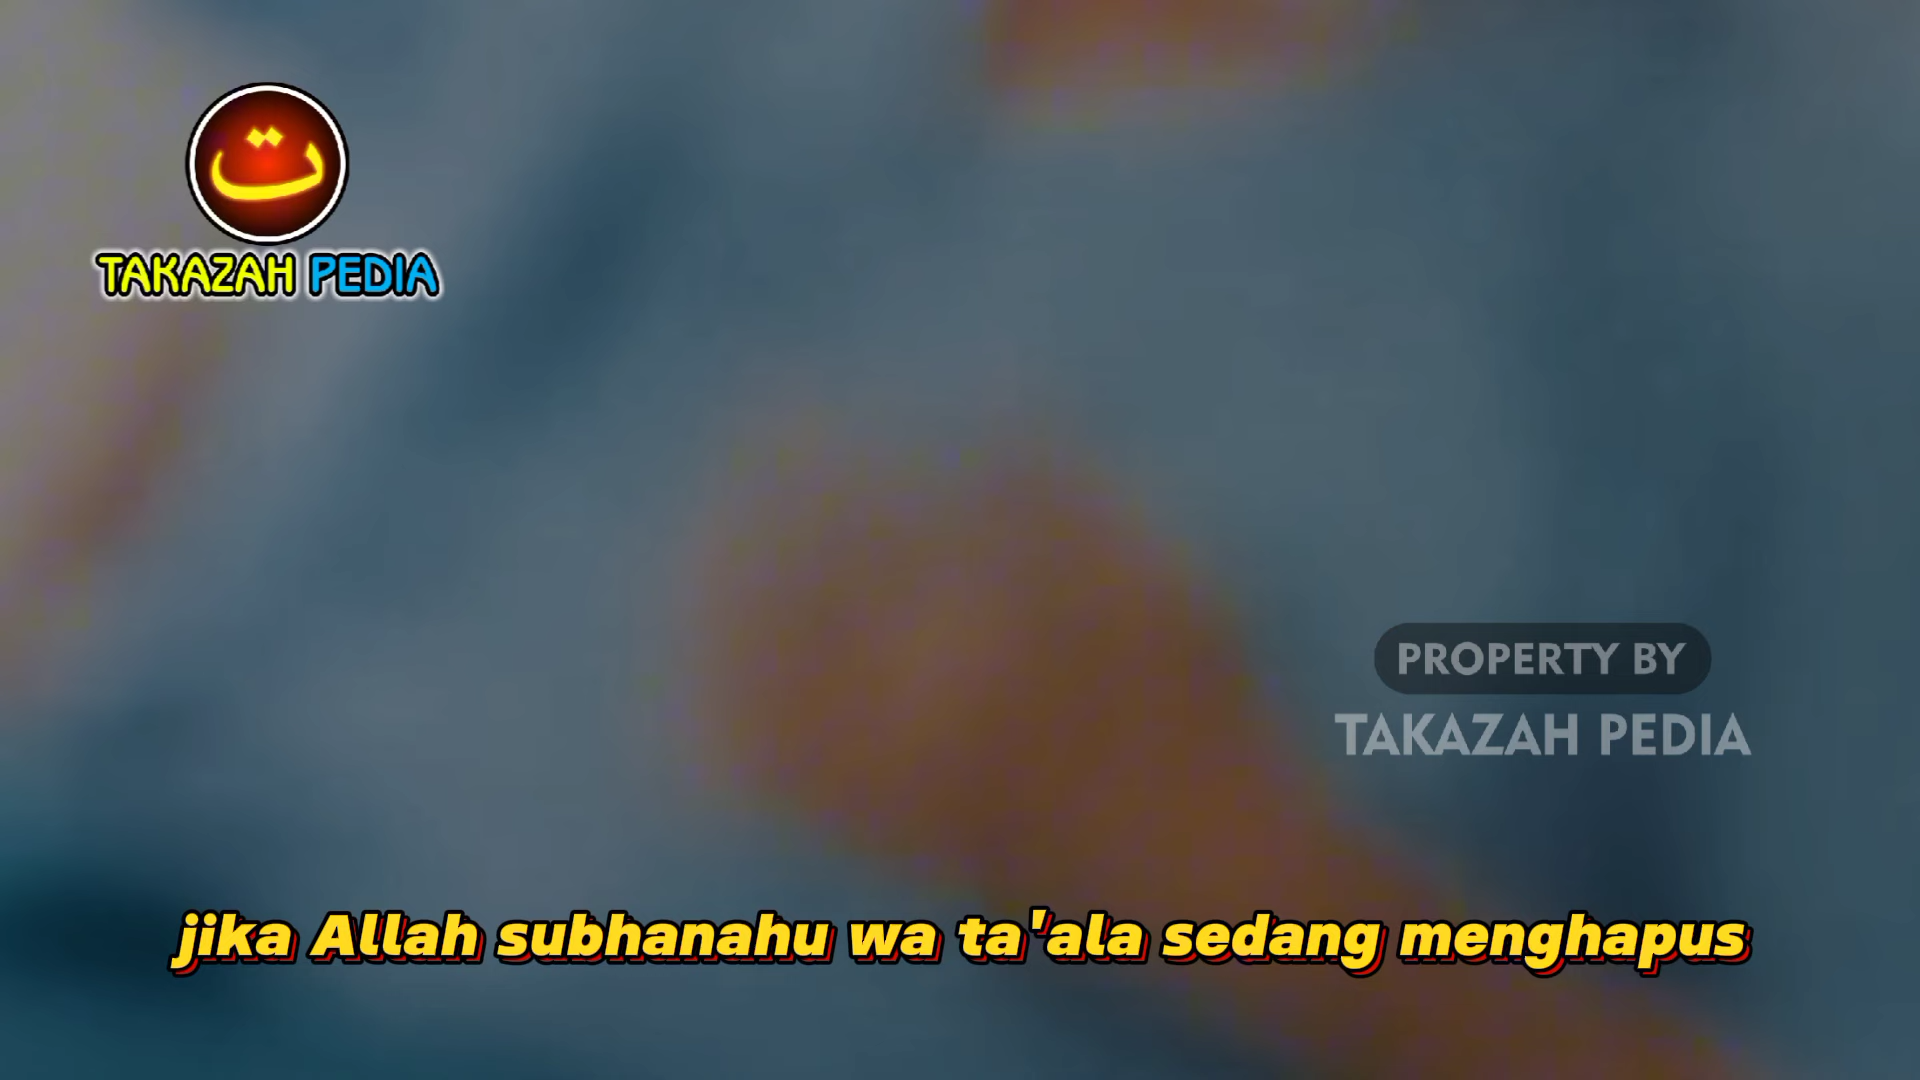 ت
TAKAZAH PEDIA
PROPERTY BY
TAKAZAH PEDIA
jika Allah subhanahu wa ta'ala sedang menghapus